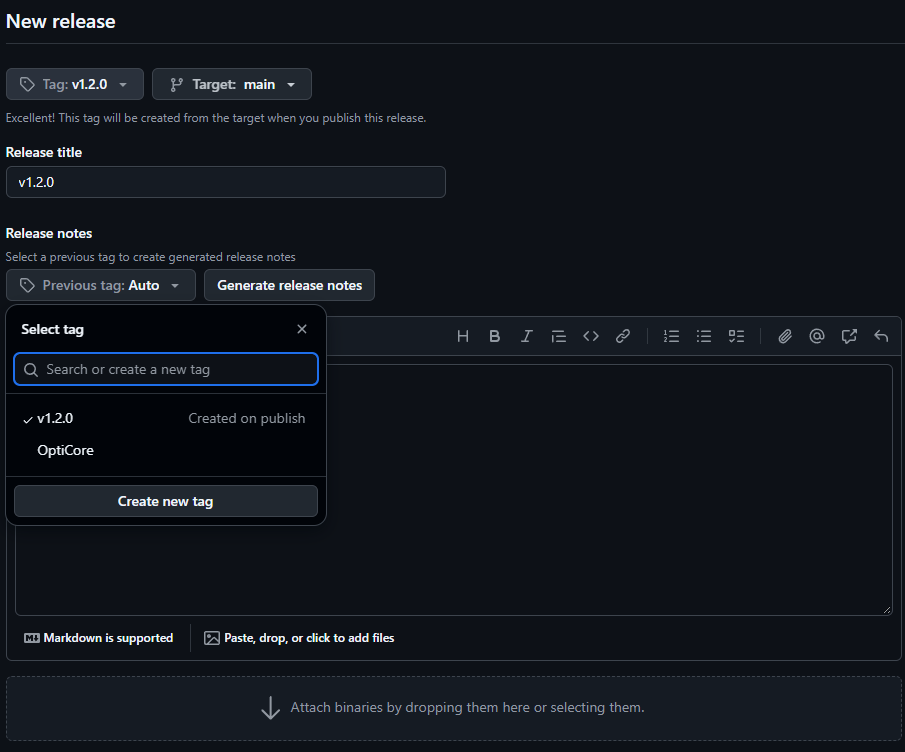 New release
Tag: v1.2.0 Target: main
Excellent! This tag will be created from the target when you publish this release.
Release title
v1.2.0
Release notes
Select a previous tag to create generated release notes
Previous tag: Auto Generate release notes
Select tag
Search or create a new tag
v1.2.0 Created on publish
OptiCore
Create new tag
Markdown is supported Paste, drop, or click to add files
Attach binaries by dropping them here or selecting them.